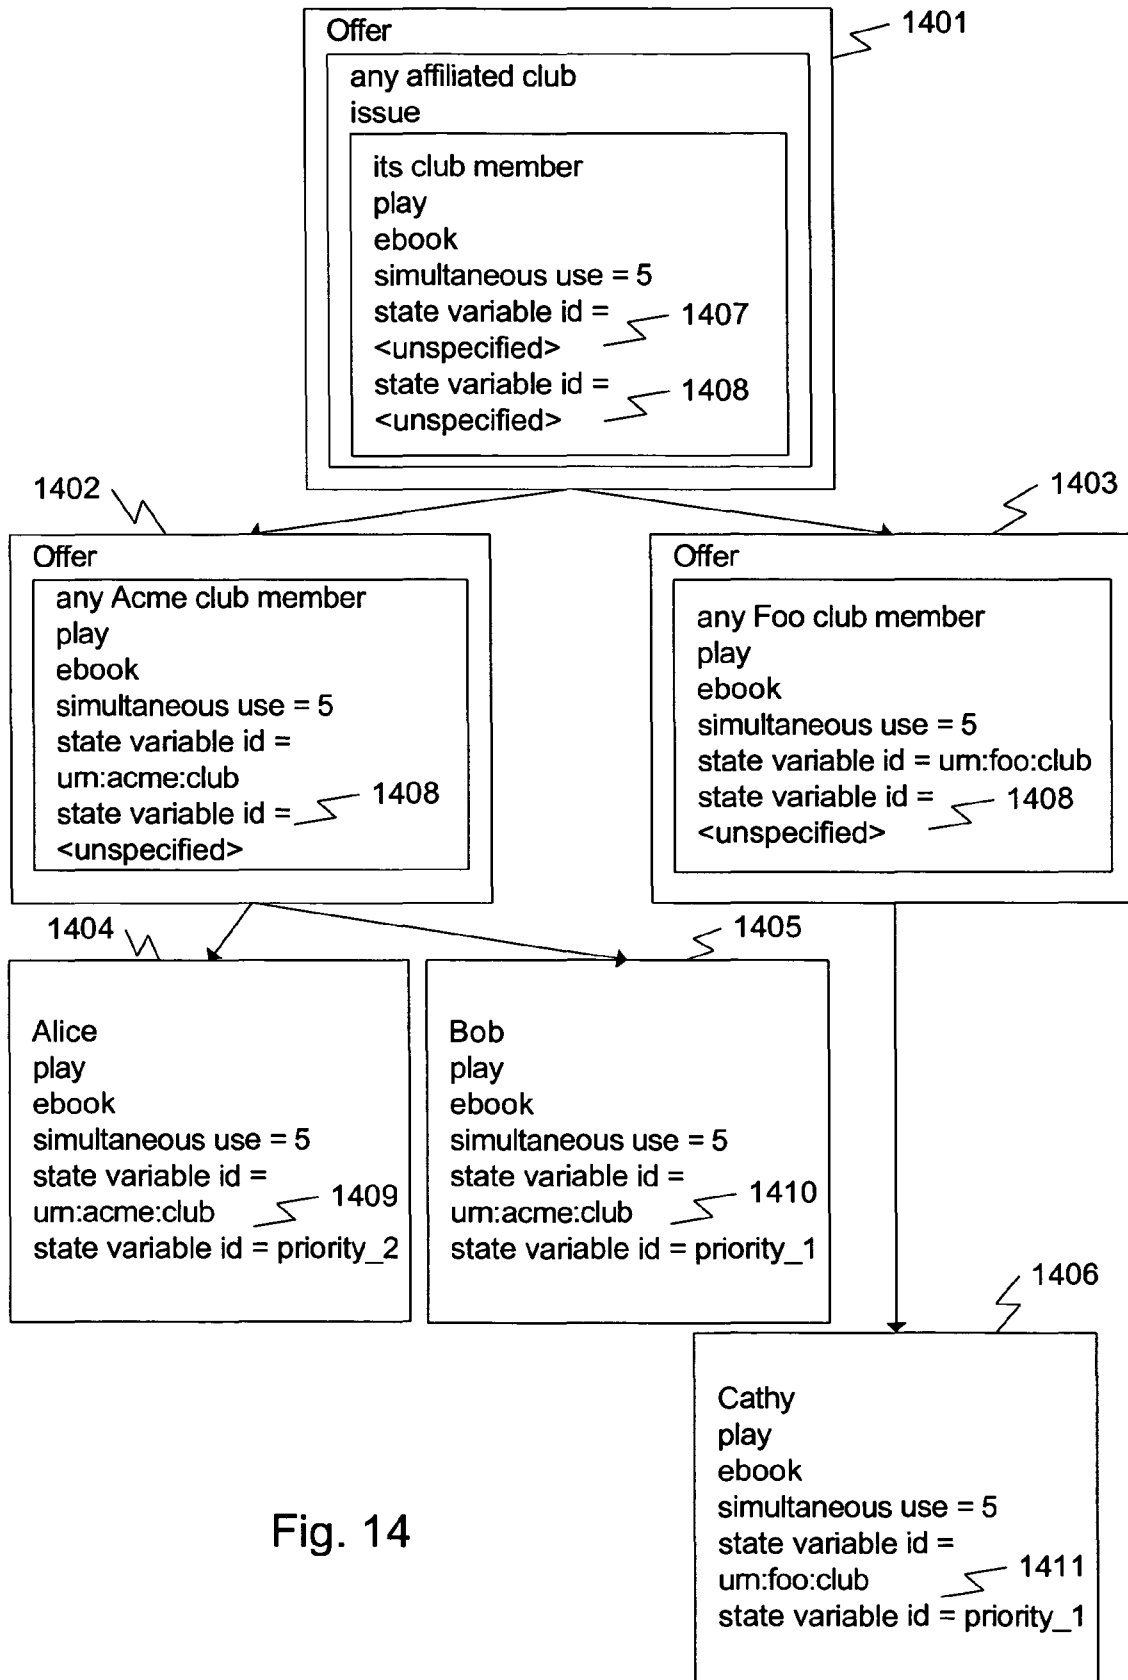 Offer
1401
any affiliated club
issue
its club member
play
ebook
simultaneous use = 5
state variable id =
1407
<unspecified>
state variable id =
1408
<unspecified>
1402
1403
Offer
any Acme club member
play
ebook
simultaneous use = 5
state variable id =
urn:acme:club
state variable id =
1408
<unspecified>
Offer
any Foo club member
play
ebook
simultaneous use = 5
state variable id = urn:foo:club
state variable id =
1408
<unspecified>
1404
1405
Alice
play
ebook
simultaneous use = 5
state variable id =
1409
urn:acme:club
state variable id = priority_2
Bob
play
ebook
simultaneous use = 5
state variable id =
1410
urn:acme:club
state variable id = priority_1
1406
Cathy
play
ebook
simultaneous use = 5
state variable id =
1411
urn:foo:club
state variable id = priority_1
Fig. 14